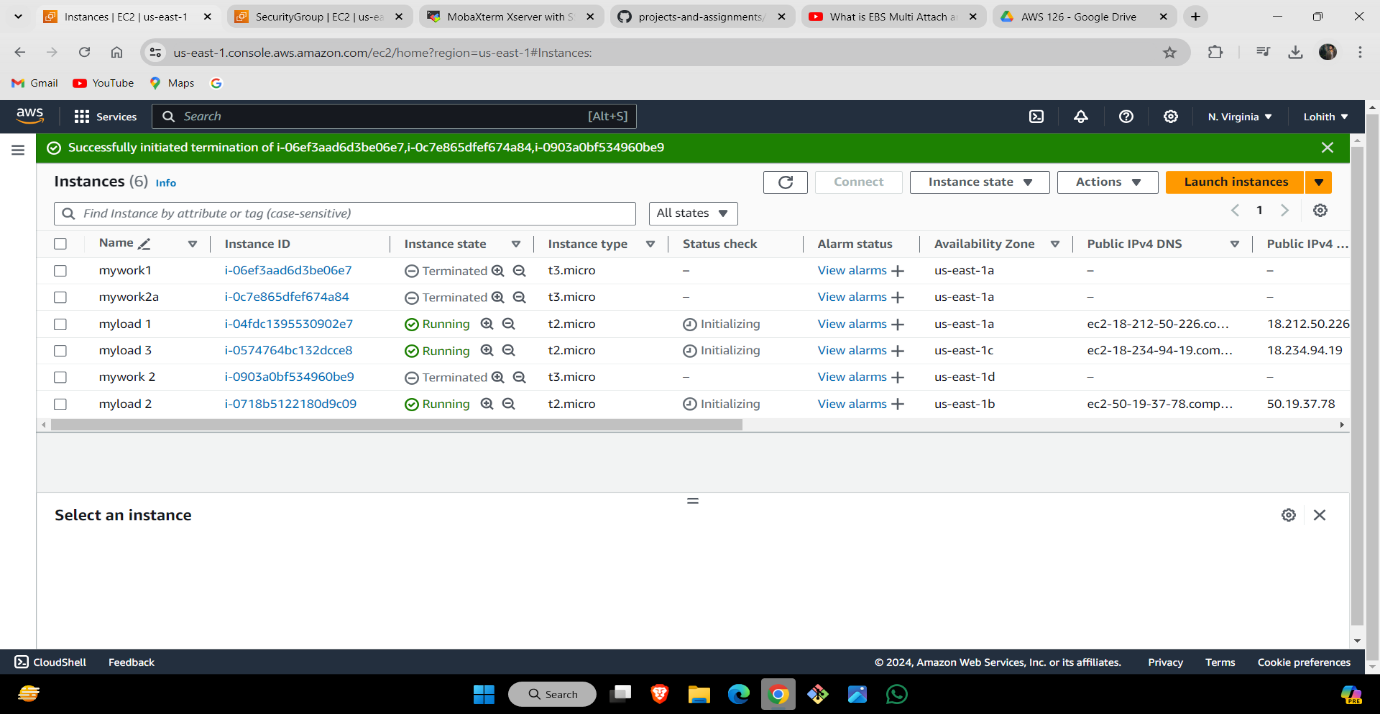 Instances | EC2 | us-east-1
SecurityGroup | EC2 | us-ea
MobaXterm Xserver with S
projects-and-assignments/
What is EBS Multi Attach a
AWS 126 - Google Drive
us-east-1.console.aws.amazon.com/ec2/home?region=us-east-1#Instances:
Gmail
YouTube
Maps
aws
Services
Search
[Alt+S]
N. Virginia
Lohith
Successfully initiated termination of i-06ef3aad6d3be06e7,i-0c7e865dfef674a84,i-0903a0bf534960be9
Instances (6) Info
Connect
Instance state
Actions
Launch instances
Find Instance by attribute or tag (case-sensitive)
All states
1
Name Instance ID Instance state Instance type Status check Alarm status Availability Zone Public IPv4 DNS Public IPv4 ...
mywork1 i-06ef3aad6d3be06e7 Terminated t3.micro – View alarms + us-east-1a – –
mywork2a i-0c7e865dfef674a84 Terminated t3.micro – View alarms + us-east-1a – –
myload 1 i-04fdc1395530902e7 Running t2.micro Initializing View alarms + us-east-1a ec2-18-212-50-226.co... 18.212.50.226
myload 3 i-0574764bc132dcce8 Running t2.micro Initializing View alarms + us-east-1c ec2-18-234-94-19.com... 18.234.94.19
mywork 2 i-0903a0bf534960be9 Terminated t3.micro – View alarms + us-east-1d – –
myload 2 i-0718b5122180d9c09 Running t2.micro Initializing View alarms + us-east-1b ec2-50-19-37-78.comp... 50.19.37.78
Select an instance
CloudShell
Feedback
© 2024, Amazon Web Services, Inc. or its affiliates.
Privacy
Terms
Cookie preferences
Search
PRE